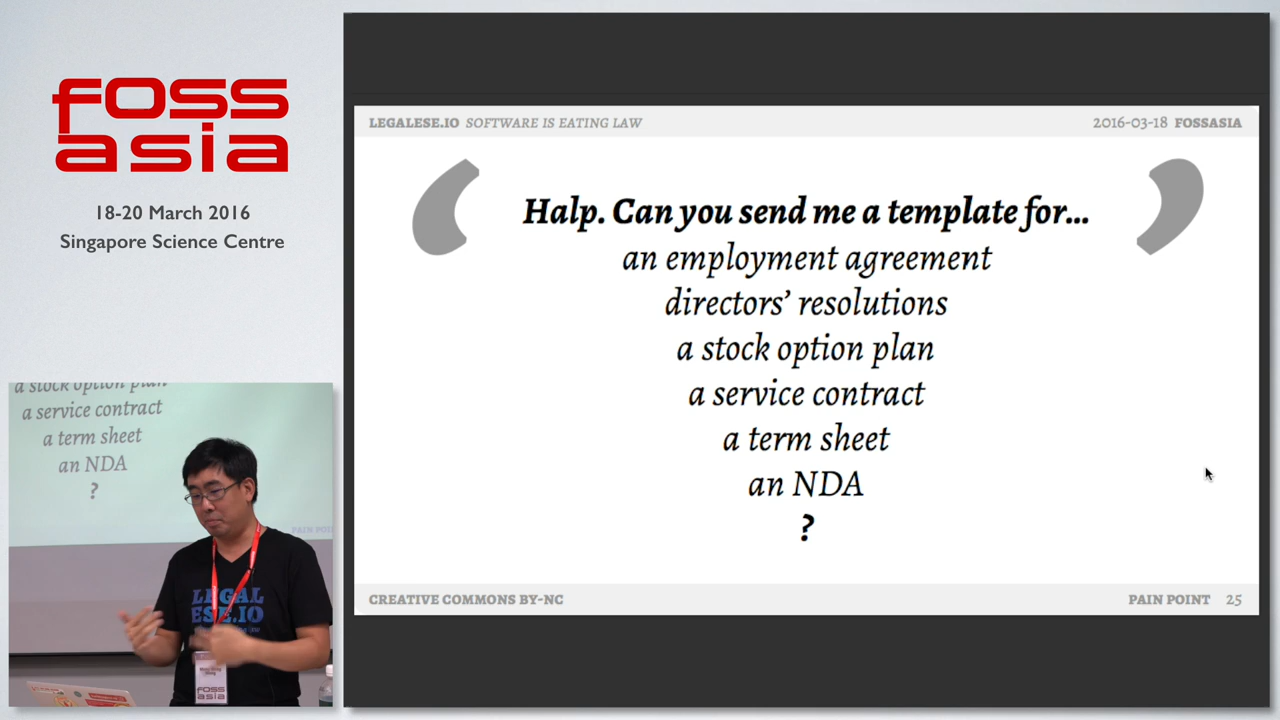 foss
asia
18-20 March 2016
Singapore Science Centre
LEGALESE.IO SOFTWARE IS EATING LAW
2016-03-18 FOSSASIA
‘
’
Halp. Can you send me a template for...
an employment agreement
directors’ resolutions
a stock option plan
a service contract
a term sheet
an NDA
?
CREATIVE COMMONS BY-NC
PAIN POINT 25
a stock option plan
a service contract
a term sheet
an NDA
?
PAIN POI
LEGAL
ESE.IO
foss
asia